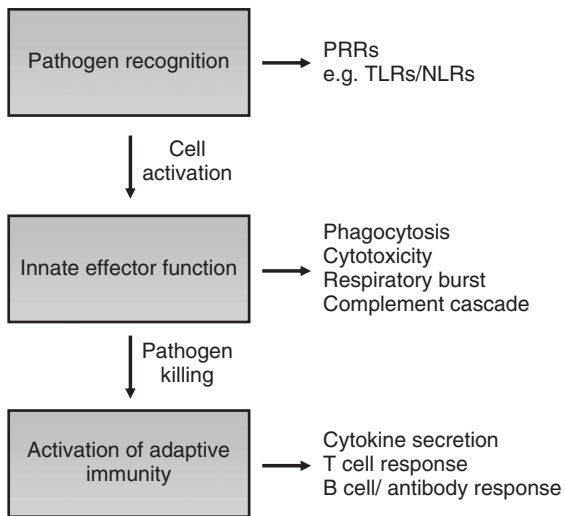 Pathogen recognition
PRRs
e.g. TLRs/NLRs
Cell
activation
Innate effector function
Phagocytosis
Cytotoxicity
Respiratory burst
Complement cascade
Pathogen
killing
Activation of adaptive
immunity
Cytokine secretion
T cell response
B cell/ antibody response